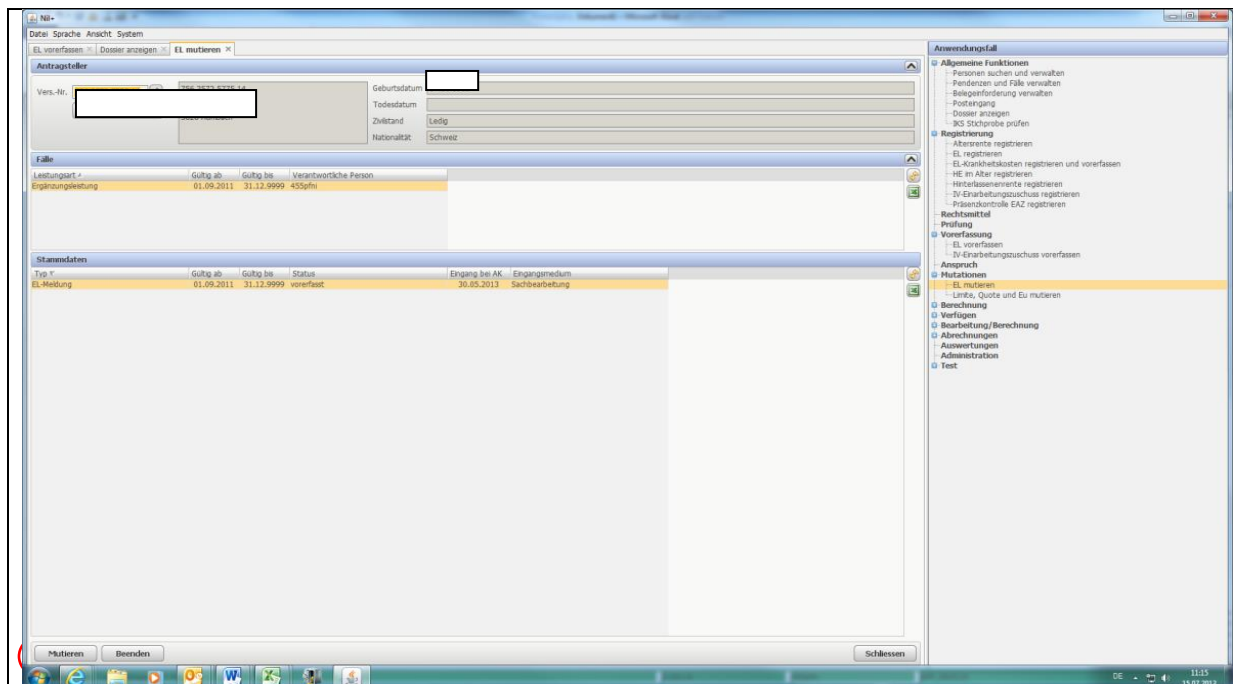 Nil+
Datei Sprache Ansicht System
EL vorerfassen Dossier anzeigen EL mutieren
Antragsteller
Vers.-Nr.
Geburtsdatum
Todesdatum
Zivilstand Ledig
Nationalität Schweiz
Fälle
Leistungsart Gültig ab Gültig bis Verantwortliche Person
Ergänzungsleistung 01.09.2011 31.12.9999 455pfni
Stammdaten
Typ Gültig ab Gültig bis Status Eingang bei AK Eingangsmedium
EL-Meldung 01.09.2011 31.12.9999 vorerfasst 30.05.2013 Sachbearbeitung
Mutieren Beenden Schliessen
Anwendungsfall
Allgemeine Funktionen
Personen suchen und verwalten
Pendenzen und Fälle verwalten
Belegeinforderung verwalten
Posteingang
Dossier anzeigen
IKS Stichprobe prüfen
Registrierung
Altersrente registrieren
EL registrieren
EL-Krankheitskosten registrieren und vorerfassen
HE im Alter registrieren
Hinterlassenenrente registrieren
IV-Einarbeitungszuschuss registrieren
Präsenzkontrolle EAZ registrieren
Rechtsmittel
Prüfung
Vorerfassung
EL vorerfassen
IV-Einarbeitungszuschuss vorerfassen
Anspruch
Mutationen
EL mutieren
Limite, Quote und Eu mutieren
Berechnung
Verfügen
Bearbeitung/Berechnung
Abrechnungen
Auswertungen
Administration
Test
DE 11:15
15.07.2013